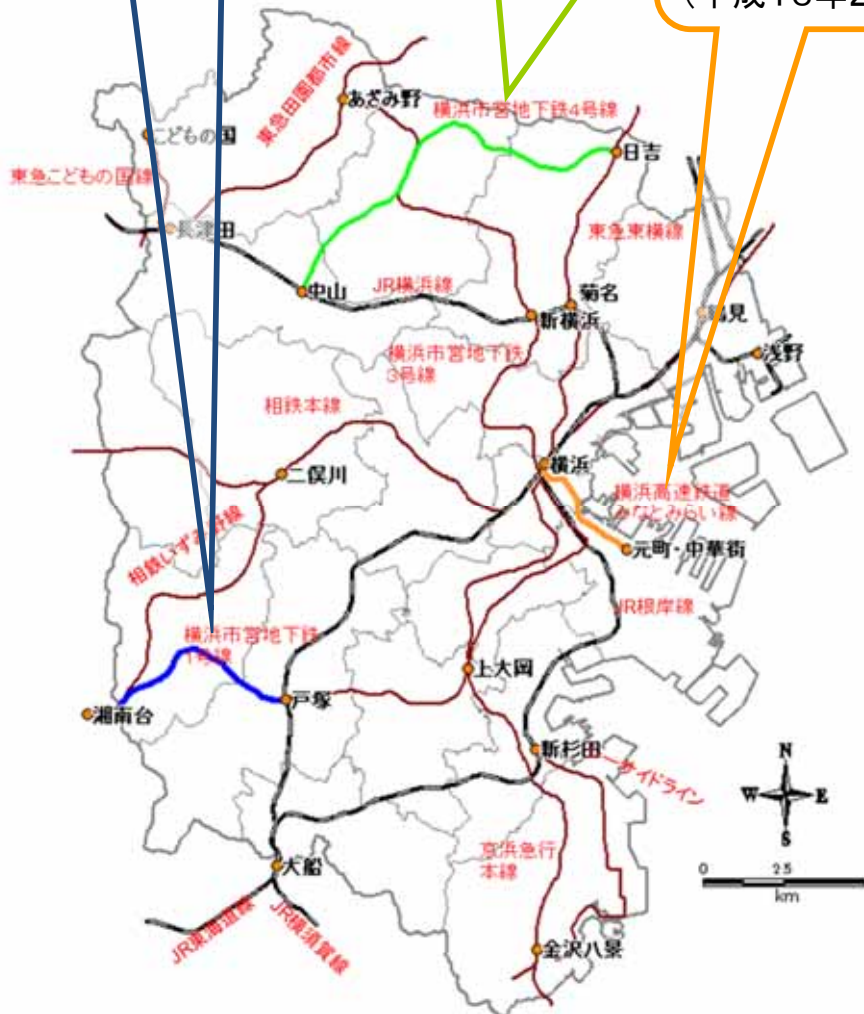 (平成16年2
東急田園都市線
あざみ野
横浜市営地下鉄4号線
こどもの国
日吉
東急こどもの国線
長津田
東急東横線
中山
JR横浜線
菊名
新横浜
鶴見
浅野
横浜市営地下鉄
3号線
相鉄本線
横浜
二俣川
横浜高速鉄道
みなとみらい線
相鉄いずみ野線
元町・中華街
JR根岸線
横浜市営地下鉄
1号線
上大岡
戸塚
湘南台
新杉田
ーサイドライン
N
W
E
S
京浜急行
本線
大船
0 2.5
km
JR東海道線
JR横須賀線
金沢八景